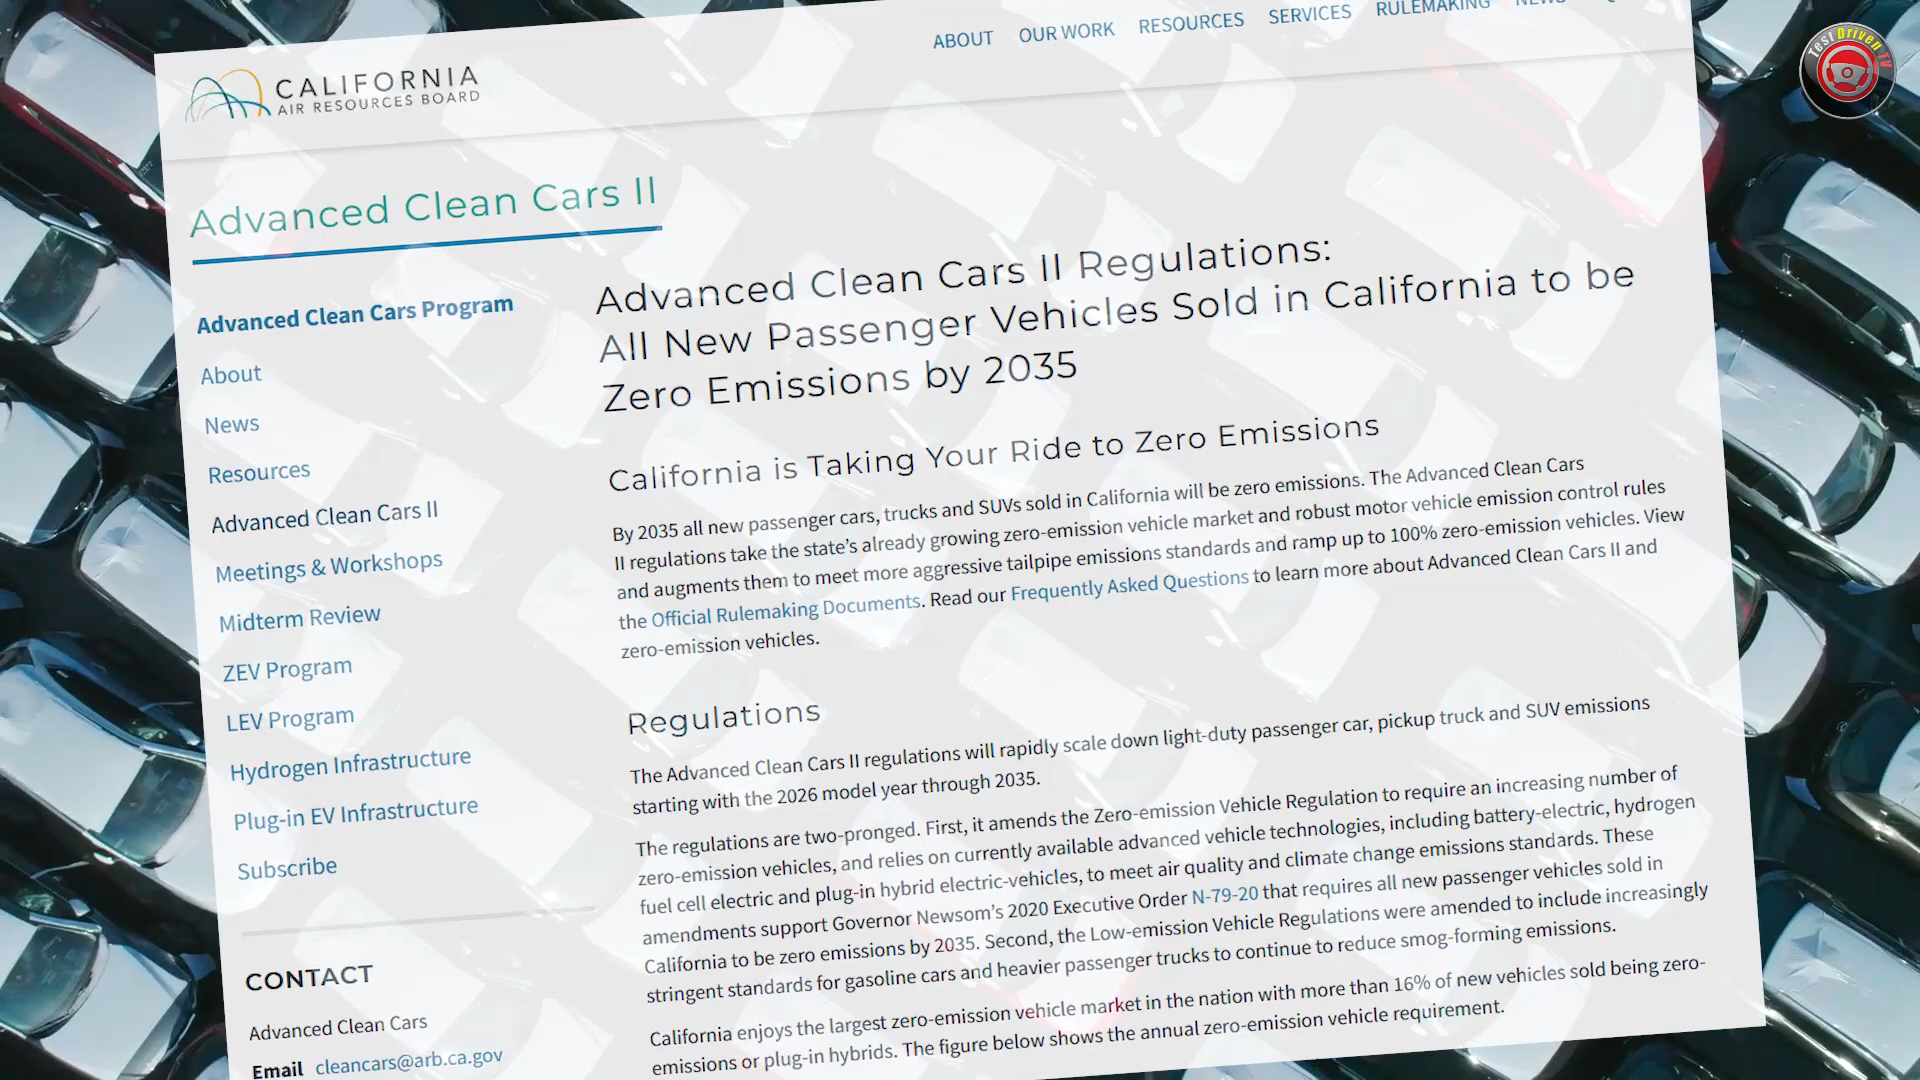 ABOUT
OUR WORK
RESOURCES
SERVICES
RULEMAKING
NEWS
Test Driven TV
CALIFORNIA
AIR RESOURCES BOARD
Advanced Clean Cars II
Advanced Clean Cars Program
About
News
Resources
Advanced Clean Cars II
Meetings & Workshops
Midterm Review
ZEV Program
LEV Program
Hydrogen Infrastructure
Plug-in EV Infrastructure
Subscribe
CONTACT
Advanced Clean Cars
Email cleancars@arb.ca.gov
Advanced Clean Cars II Regulations:
All New Passenger Vehicles Sold in California to be
Zero Emissions by 2035
California is Taking Your Ride to Zero Emissions
By 2035 all new passenger cars, trucks and SUVs sold in California will be zero emissions. The Advanced Clean Cars
II regulations take the state's already growing zero-emission vehicle market and robust motor vehicle emission control rules
and augments them to meet more aggressive tailpipe emissions standards and ramp up to 100% zero-emission vehicles. View
the Official Rulemaking Documents. Read our Frequently Asked Questions to learn more about Advanced Clean Cars II and
zero-emission vehicles.
Regulations
The Advanced Clean Cars II regulations will rapidly scale down light-duty passenger car, pickup truck and SUV emissions
starting with the 2026 model year through 2035.
The regulations are two-pronged. First, it amends the Zero-emission Vehicle Regulation to require an increasing number of
zero-emission vehicles, and relies on currently available advanced vehicle technologies, including battery-electric, hydrogen
fuel cell electric and plug-in hybrid electric-vehicles, to meet air quality and climate change emissions standards. These
amendments support Governor Newsom's 2020 Executive Order N-79-20 that requires all new passenger vehicles sold in
California to be zero emissions by 2035. Second, the Low-emission Vehicle Regulations were amended to include increasingly
stringent standards for gasoline cars and heavier passenger trucks to continue to reduce smog-forming emissions.
California enjoys the largest zero-emission vehicle market in the nation with more than 16% of new vehicles sold being zero-
emissions or plug-in hybrids. The figure below shows the annual zero-emission vehicle requirement.